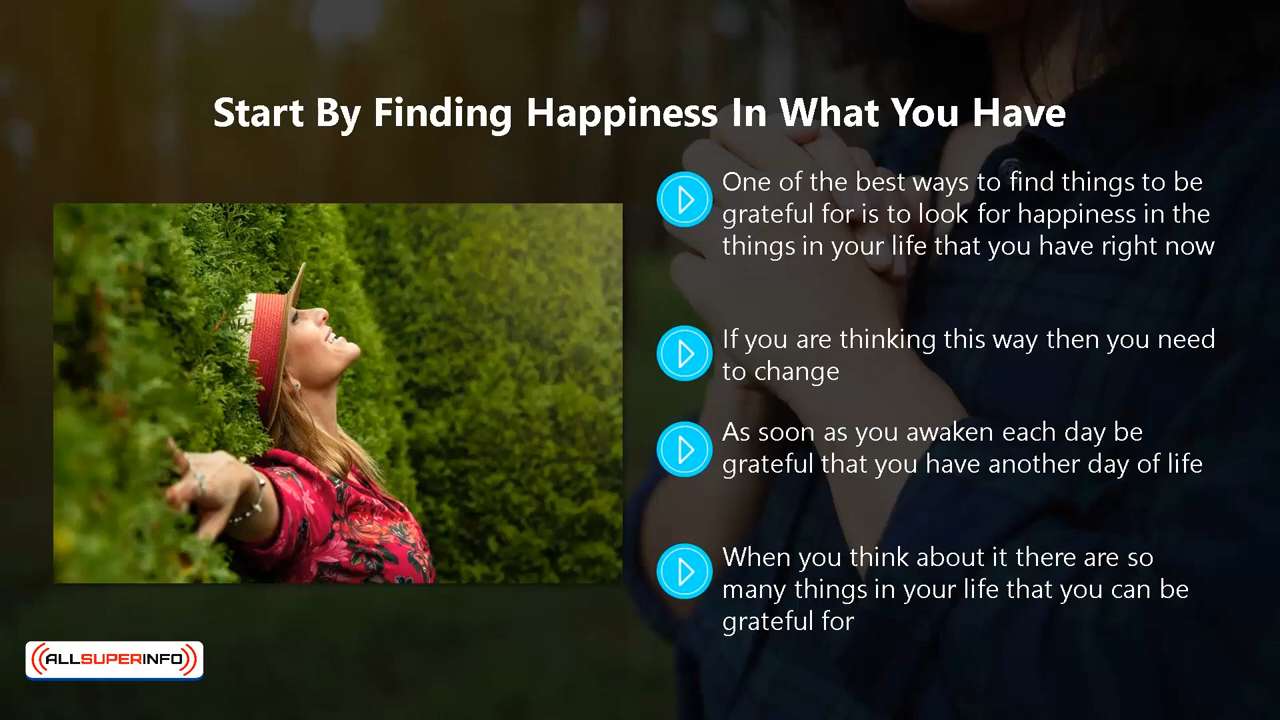 Start By Finding Happiness In What You Have
One of the best ways to find things to be
grateful for is to look for happiness in the
things in your life that you have right now
If you are thinking this way then you need
to change
As soon as you awaken each day be
grateful that you have another day of life
When you think about it there are so
many things in your life that you can be
grateful for
ALLSUPERINFO